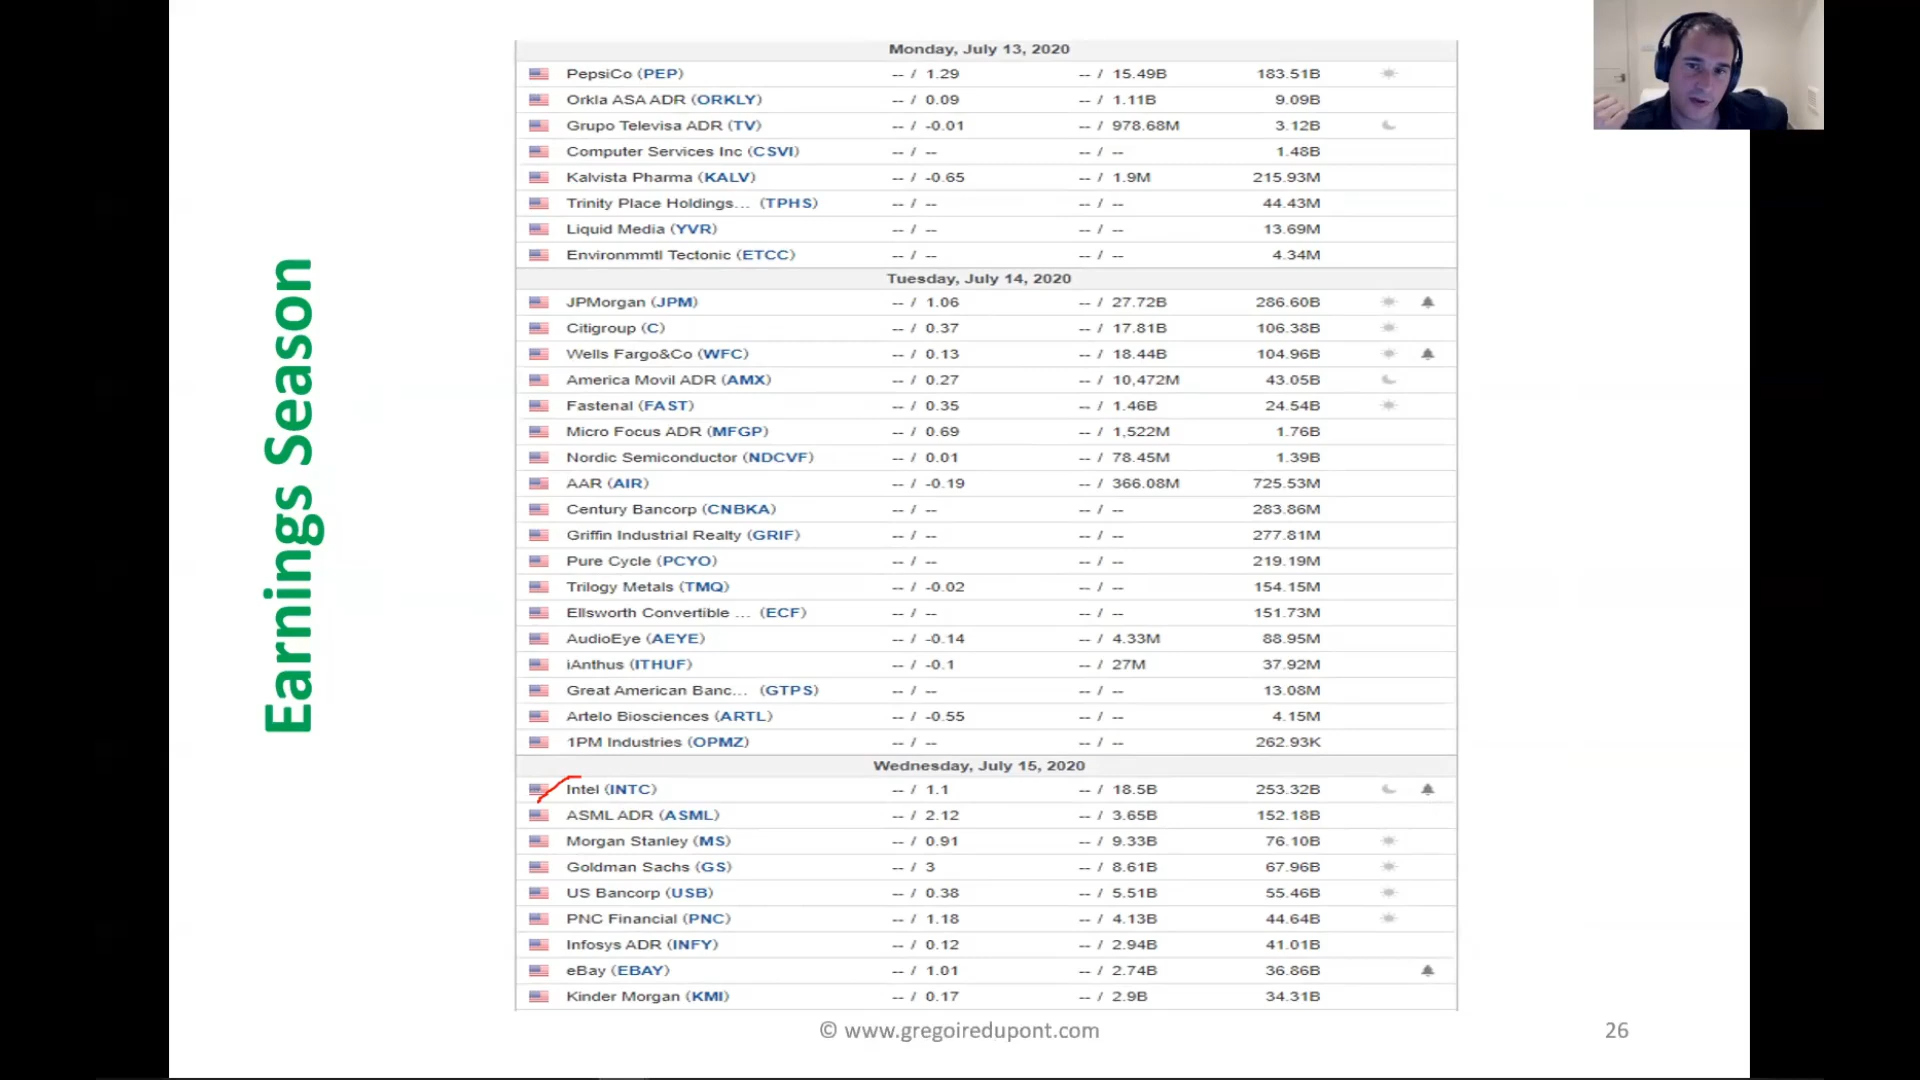 Earnings Season
Monday, July 13, 2020
PepsiCo (PEP) -- / 1.29 -- / 15.49B 183.51B
Orkla ASA ADR (ORKLY) -- / 0.09 -- / 1.11B 9.09B
Grupo Televisa ADR (TV) -- / -0.01 -- / 978.68M 3.12B
Computer Services Inc (CSVI) -- / -- -- / -- 1.48B
Kalvista Pharma (KALV) -- / -0.65 -- / 1.9M 215.93M
Trinity Place Holdings... (TPHS) -- / -- -- / -- 44.43M
Liquid Media (YVR) -- / -- -- / -- 13.69M
Environmmtl Tectonic (ETCC) -- / -- -- / -- 4.34M
Tuesday, July 14, 2020
JPMorgan (JPM) -- / 1.06 -- / 27.72B 286.60B
Citigroup (C) -- / 0.37 -- / 17.81B 106.38B
Wells Fargo&Co (WFC) -- / 0.13 -- / 18.44B 104.96B
America Movil ADR (AMX) -- / 0.27 -- / 10,472M 43.05B
Fastenal (FAST) -- / 0.35 -- / 1.46B 24.54B
Micro Focus ADR (MFGP) -- / 0.69 -- / 1,522M 1.76B
Nordic Semiconductor (NDCVF) -- / 0.01 -- / 78.45M 1.39B
AAR (AIR) -- / -0.19 -- / 366.08M 725.53M
Century Bancorp (CNBKA) -- / -- -- / -- 283.86M
Griffin Industrial Realty (GRIF) -- / -- -- / -- 277.81M
Pure Cycle (PCYO) -- / -- -- / -- 219.19M
Trilogy Metals (TMQ) -- / -0.02 -- / -- 154.15M
Ellsworth Convertible ... (ECF) -- / -- -- / -- 151.73M
AudioEye (AEYE) -- / -0.14 -- / 4.33M 88.95M
iAnthus (ITHUF) -- / -0.1 -- / 27M 37.92M
Great American Banc... (GTPS) -- / -- -- / -- 13.08M
Artelo Biosciences (ARTL) -- / -0.55 -- / -- 4.15M
1PM Industries (OPMZ) -- / -- -- / -- 262.93K
Wednesday, July 15, 2020
Intel (INTC) -- / 1.1 -- / 18.5B 253.32B
ASML ADR (ASML) -- / 2.12 -- / 3.65B 152.18B
Morgan Stanley (MS) -- / 0.91 -- / 9.33B 76.10B
Goldman Sachs (GS) -- / 3 -- / 8.61B 67.96B
US Bancorp (USB) -- / 0.38 -- / 5.51B 55.46B
PNC Financial (PNC) -- / 1.18 -- / 4.13B 44.64B
Infosys ADR (INFY) -- / 0.12 -- / 2.94B 41.01B
eBay (EBAY) -- / 1.01 -- / 2.74B 36.86B
Kinder Morgan (KMI) -- / 0.17 -- / 2.9B 34.31B
© www.gregoiredupont.com
26